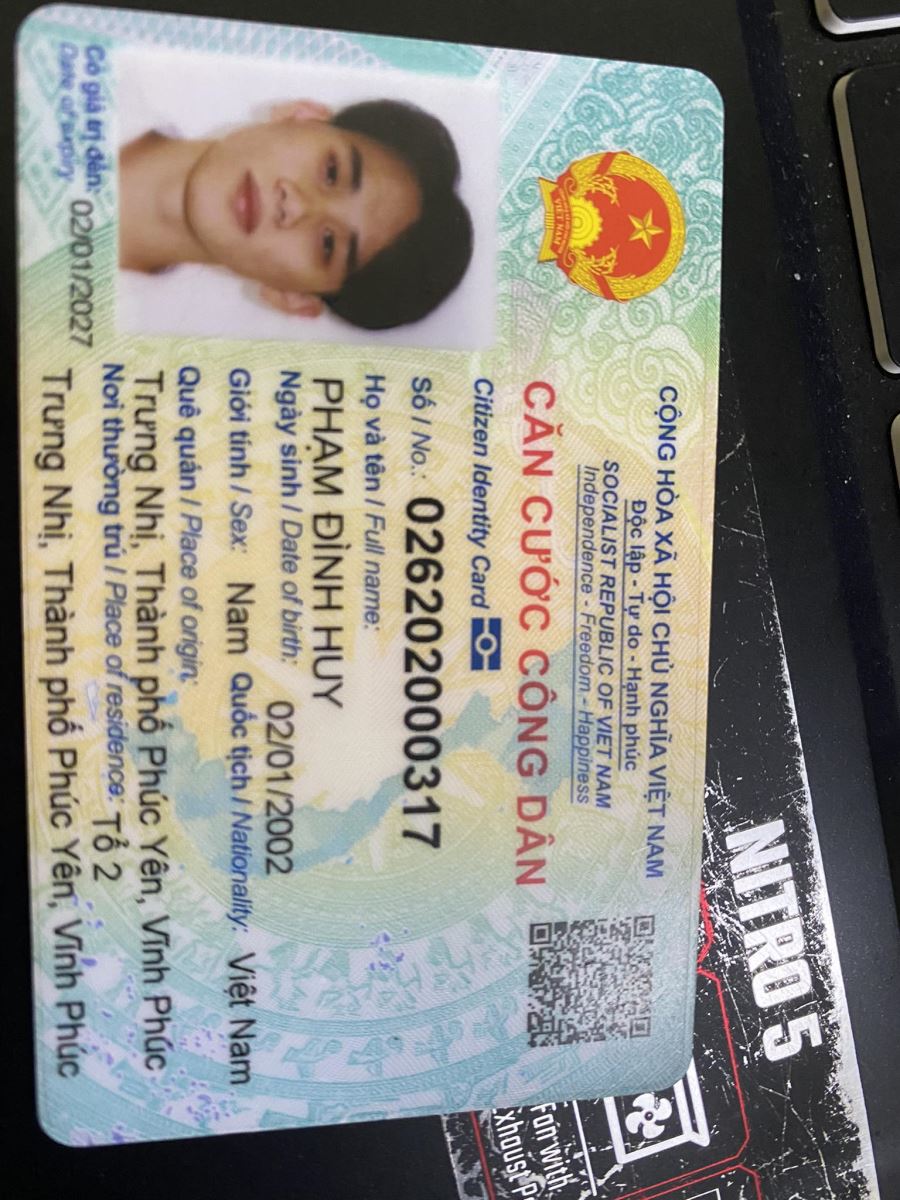 CỘNG HÒA XÃ HỘI CHỦ NGHĨA VIỆT NAM
Độc lập - Tự do - Hạnh phúc
SOCIALIST REPUBLIC OF VIET NAM
Independence - Freedom - Happiness
CĂN CƯỚC CÔNG DÂN
Citizen Identity Card
Số / No.: 026202000317
Họ và tên / Full name:
PHẠM ĐÌNH HUY
Ngày sinh / Date of birth: 02/01/2002
Giới tính / Sex: Nam Quốc tịch / Nationality: Việt Nam
Quê quán / Place of origin:
Trưng Nhị, Thành phố Phúc Yên, Vĩnh Phúc
Nơi thường trú / Place of residence: Tổ 2
Trưng Nhị, Thành phố Phúc Yên, Vĩnh Phúc
Có giá trị đến: 02/01/2027
Date of expiry
VIỆT NAM
NITRO 5
Fan with
xhaust P